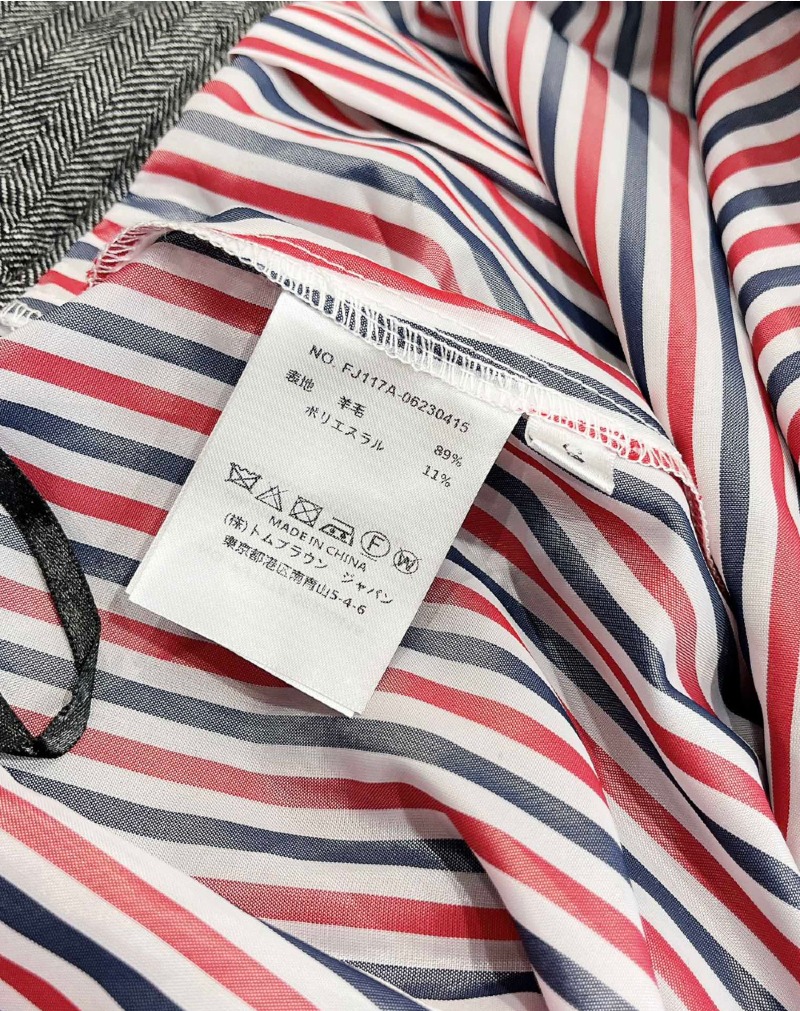 NO. FJ117A-06230415
表地 羊毛 89%
ポリエスラル 11%
F W
MADE IN CHINA
(株)トムブラウン ジャパン
東京都港区南青山5-4-6